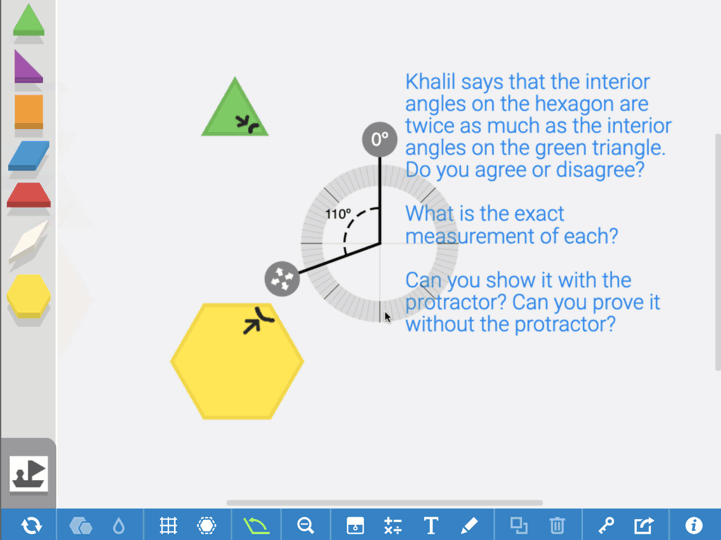 Khalil says that the interior
angles on the hexagon are
twice as much as the interior
angles on the green triangle.
Do you agree or disagree?
What is the exact
measurement of each?
Can you show it with the
protractor? Can you prove it
without the protractor?
0°
110°
T
i